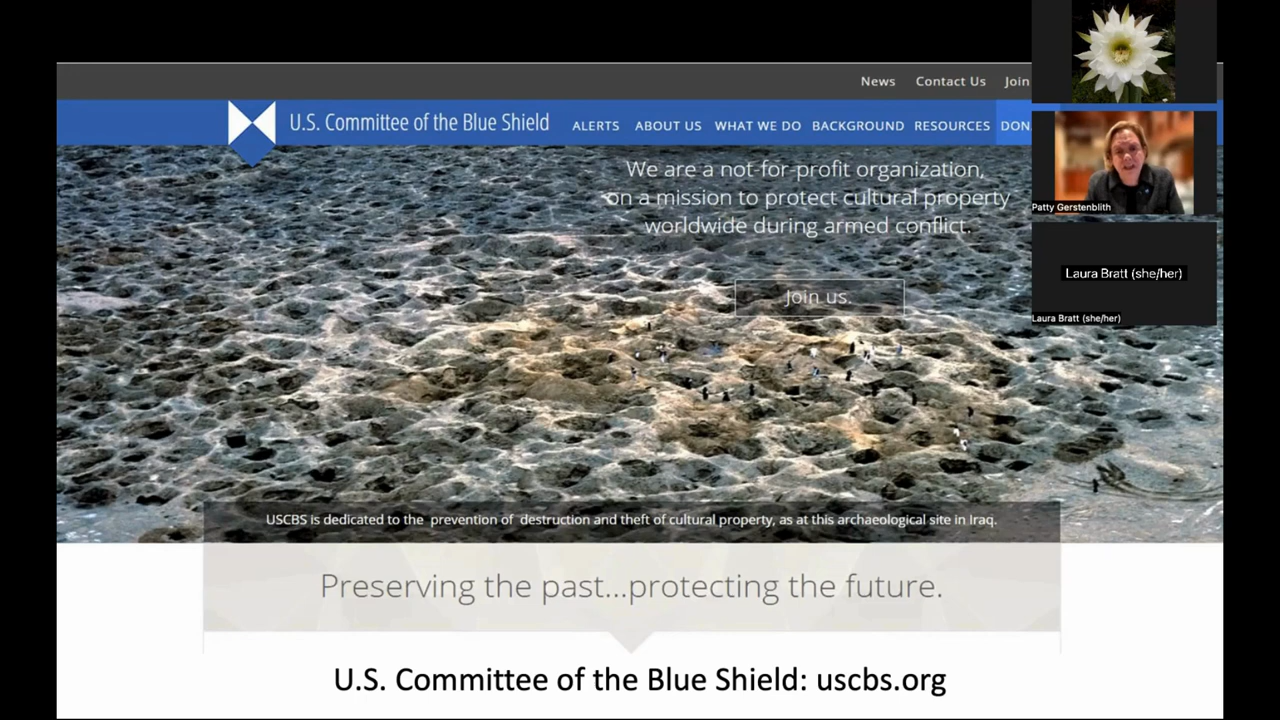 News Contact Us Join
U.S. Committee of the Blue Shield ALERTS ABOUT US WHAT WE DO BACKGROUND RESOURCES DON
We are a not-for-profit organization,
on a mission to protect cultural property
worldwide during armed conflict.
Join us.
Patty Gerstenblith
Laura Bratt (she/her)
Laura Bratt (she/her)
USCBS is dedicated to the prevention of destruction and theft of cultural property, as at this archaeological site in Iraq.
Preserving the past...protecting the future.
U.S. Committee of the Blue Shield: uscbs.org